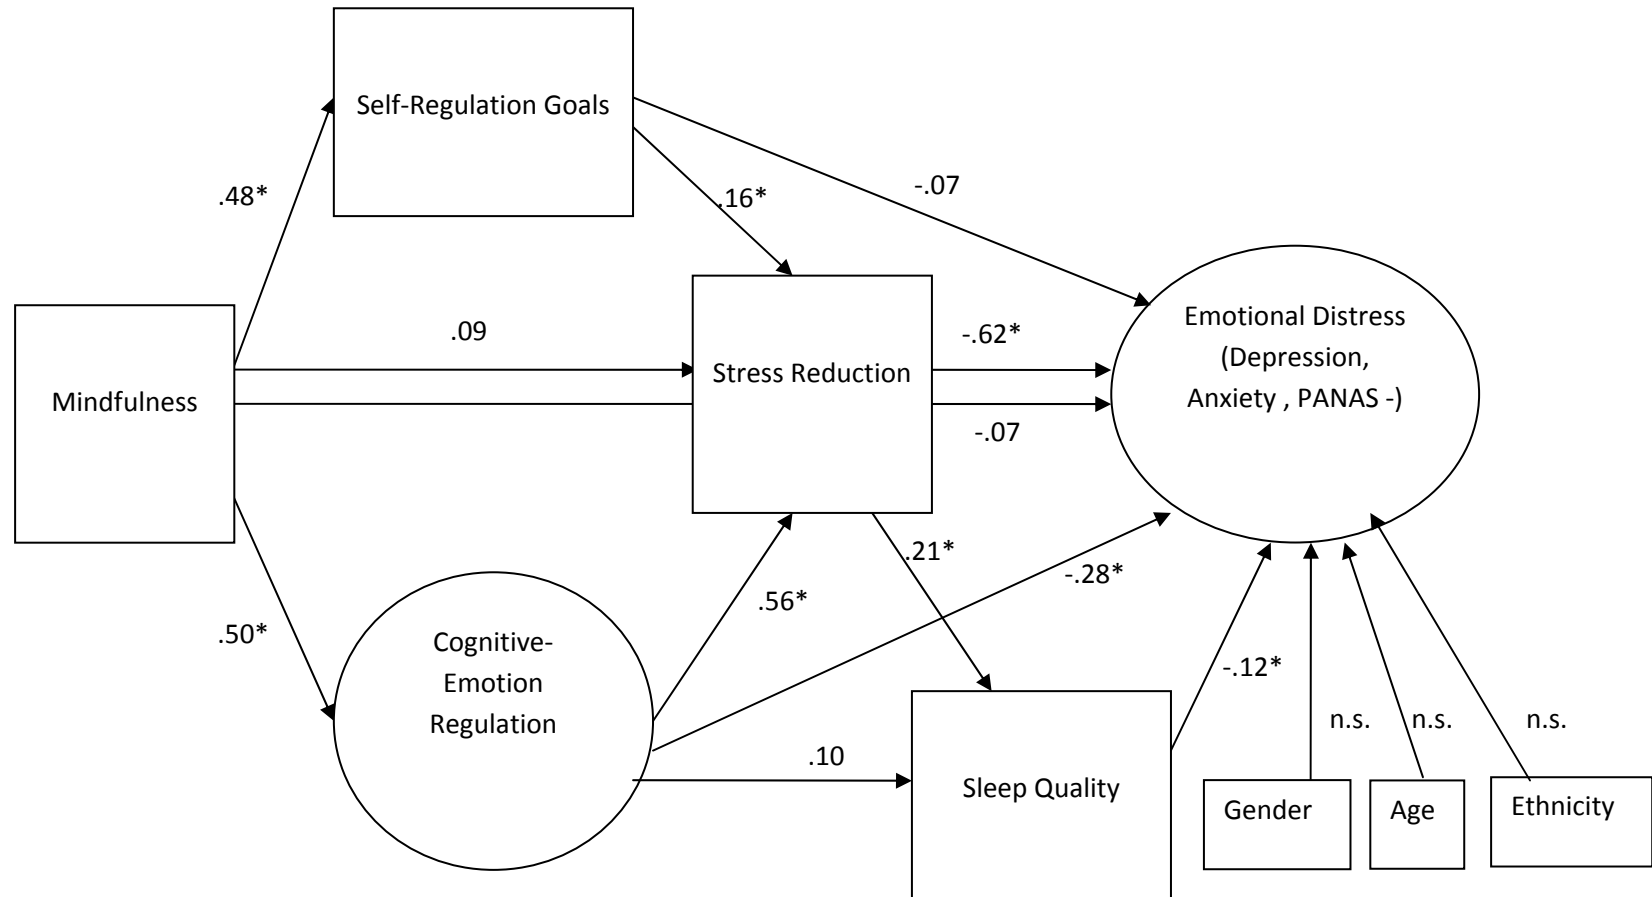 Self-Regulation Goals
.48*
.16*
-.07
Mindfulness
.09
Stress Reduction
-.62*
-.07
Emotional Distress
(Depression,
Anxiety , PANAS -)
.50*
Cognitive-
Emotion
Regulation
.56*
.21*
-.28*
.10
Sleep Quality
-.12*
n.s.
n.s.
n.s.
Gender
Age
Ethnicity